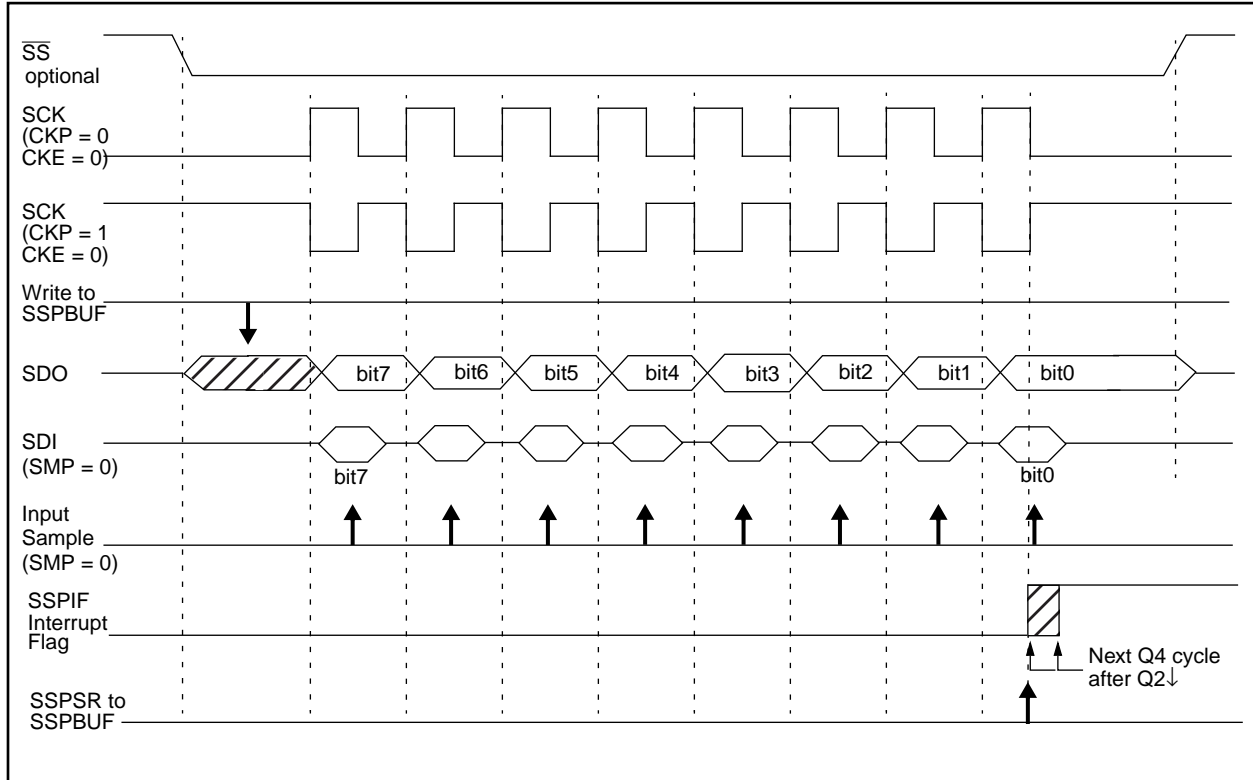 SS
optional
SCK
(CKP = 0
CKE = 0)
SCK
(CKP = 1
CKE = 0)
Write to
SSPBUF
SDO
bit7 bit6 bit5 bit4 bit3 bit2 bit1 bit0
SDI
(SMP = 0)
bit7 bit0
Input
Sample
(SMP = 0)
SSPIF
Interrupt
Flag
Next Q4 cycle
after Q2↓
SSPSR to
SSPBUF